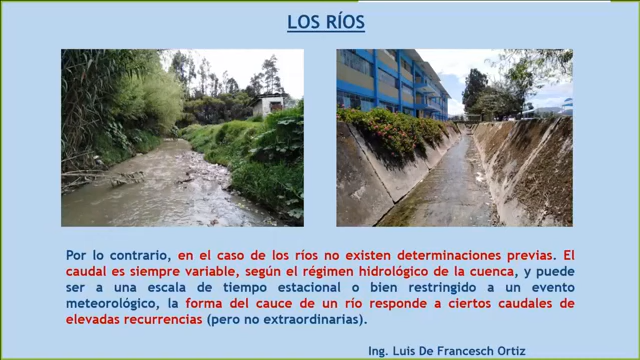 LOS RÍOS
Por lo contrario, en el caso de los ríos no existen determinaciones previas. El
caudal es siempre variable, según el régimen hidrológico de la cuenca, y puede
ser a una escala de tiempo estacional o bien restringido a un evento
meteorológico, la forma del cauce de un río responde a ciertos caudales de
elevadas recurrencias (pero no extraordinarias).
Ing. Luis De Francesch Ortiz